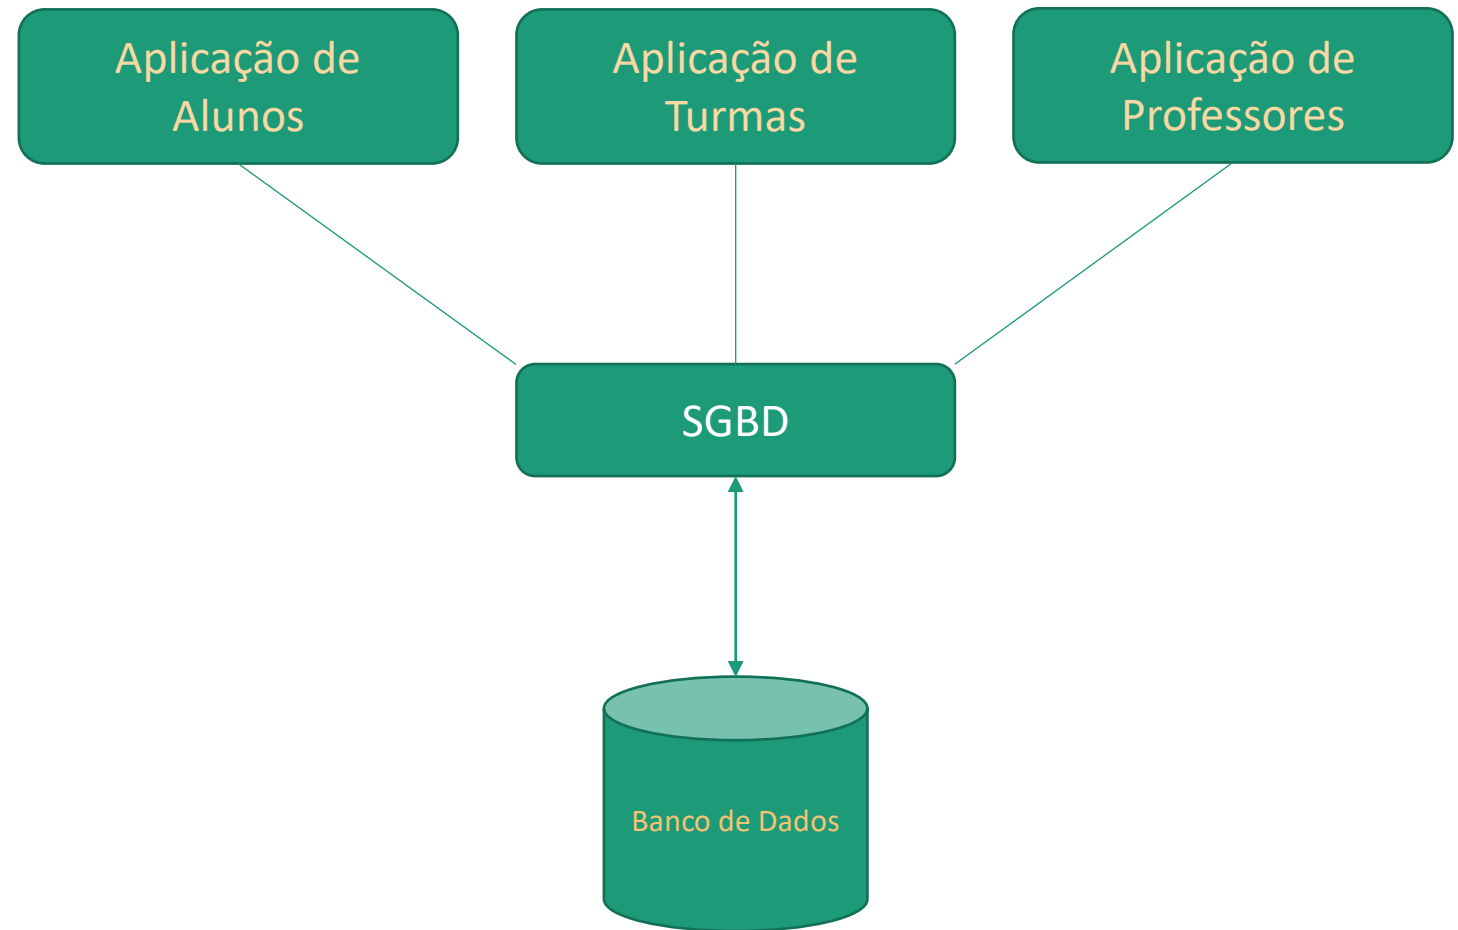 Aplicação de
Alunos
Aplicação de
Turmas
Aplicação de
Professores
SGBD
Banco de Dados